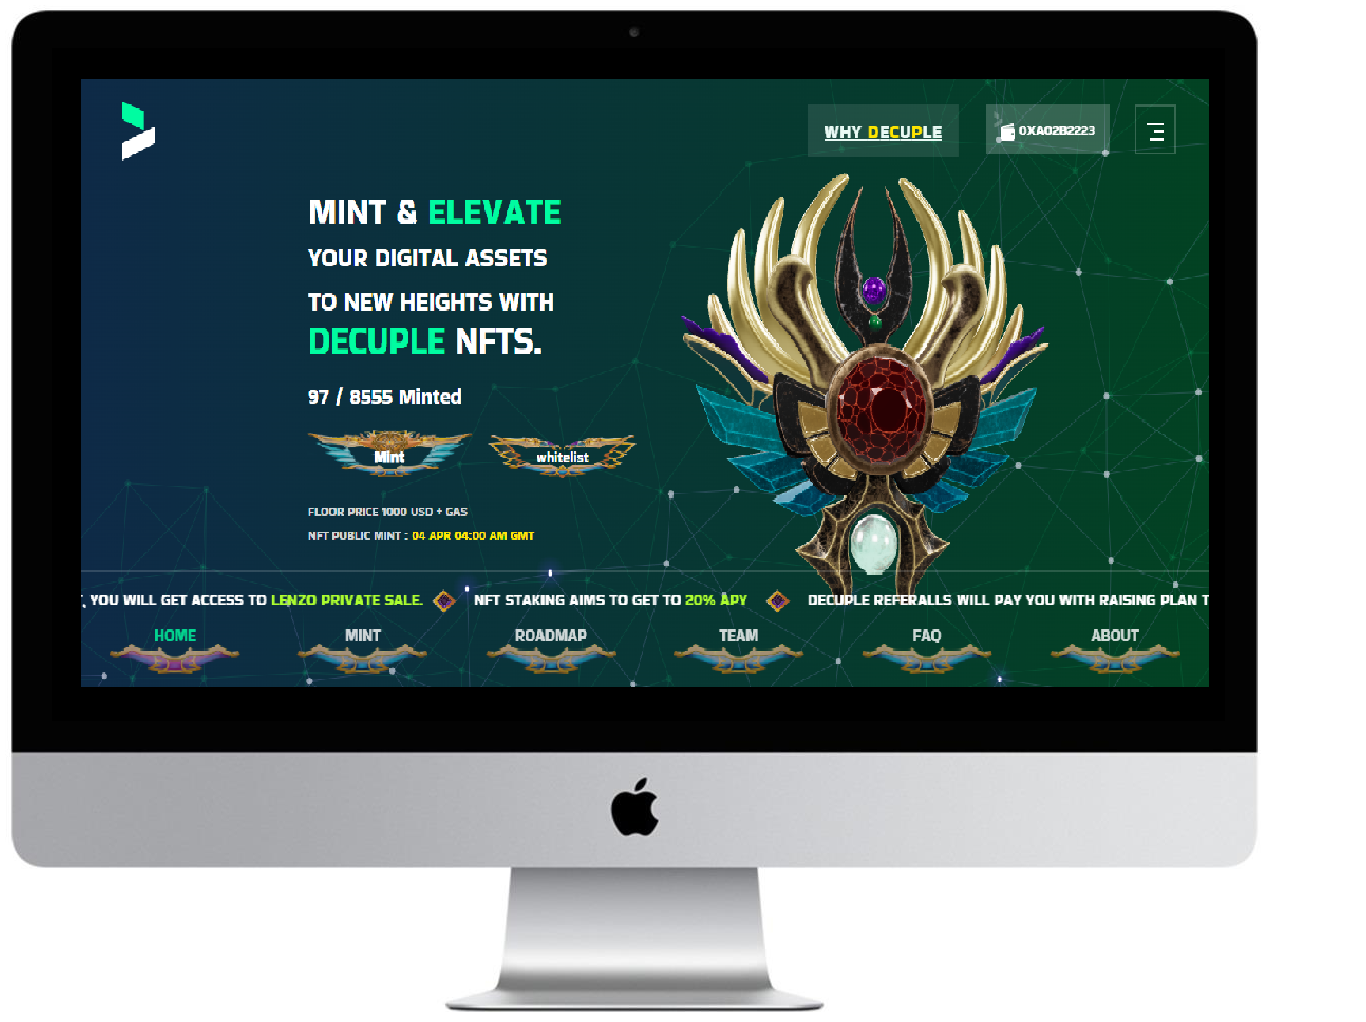 WHY DECUPLE
0XA02B2223
MINT & ELEVATE
YOUR DIGITAL ASSETS
TO NEW HEIGHTS WITH
DECUPLE NFTS.
97 / 8555 Minted
Mint
whitelist
FLOOR PRICE 1000 USD + GAS
NFT PUBLIC MINT : 04 APR 04:00 AM GMT
, YOU WILL GET ACCESS TO LENZO PRIVATE SALE. NFT STAKING AIMS TO GET TO 20% APY DECUPLE REFERALLS WILL PAY YOU WITH RAISING PLAN T
HOME MINT ROADMAP TEAM FAQ ABOUT